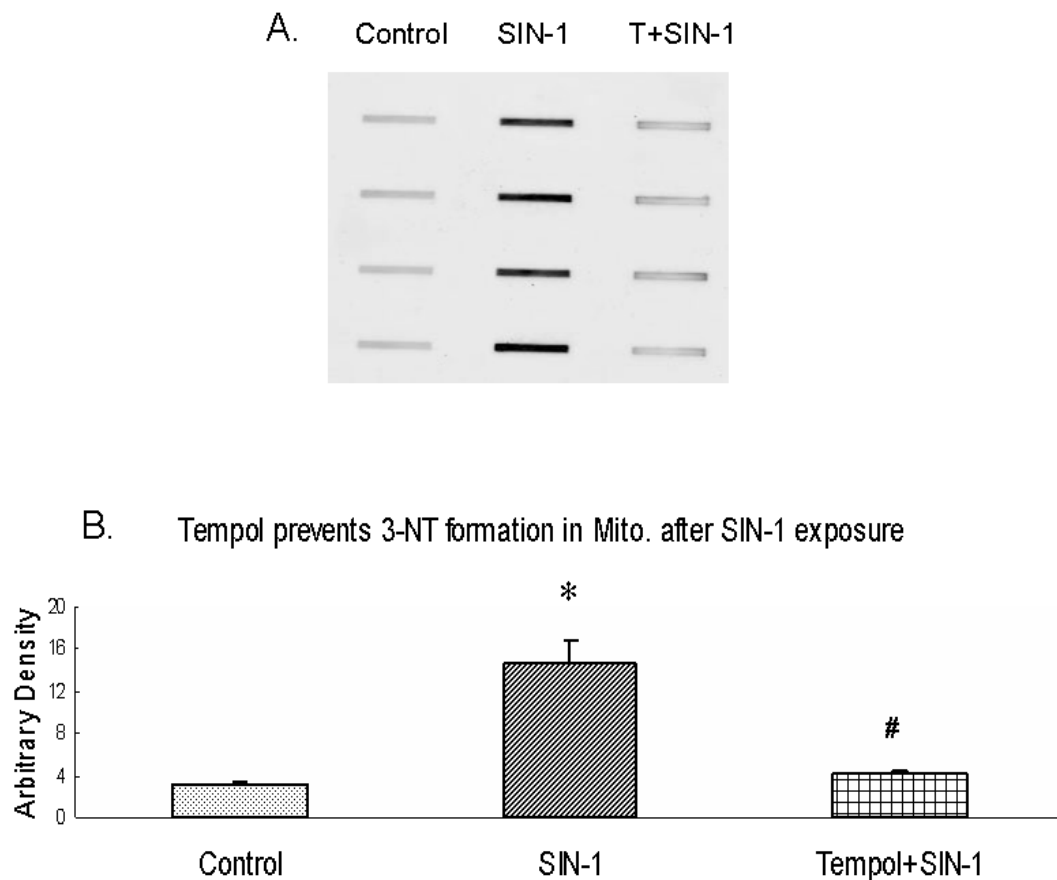 A. Control SIN-1 T+SIN-1
B. Tempol prevents 3-NT formation in Mito. after SIN-1 exposure
Arbitrary Density
20
16
12
8
4
0
*
#
Control SIN-1 Tempol+SIN-1